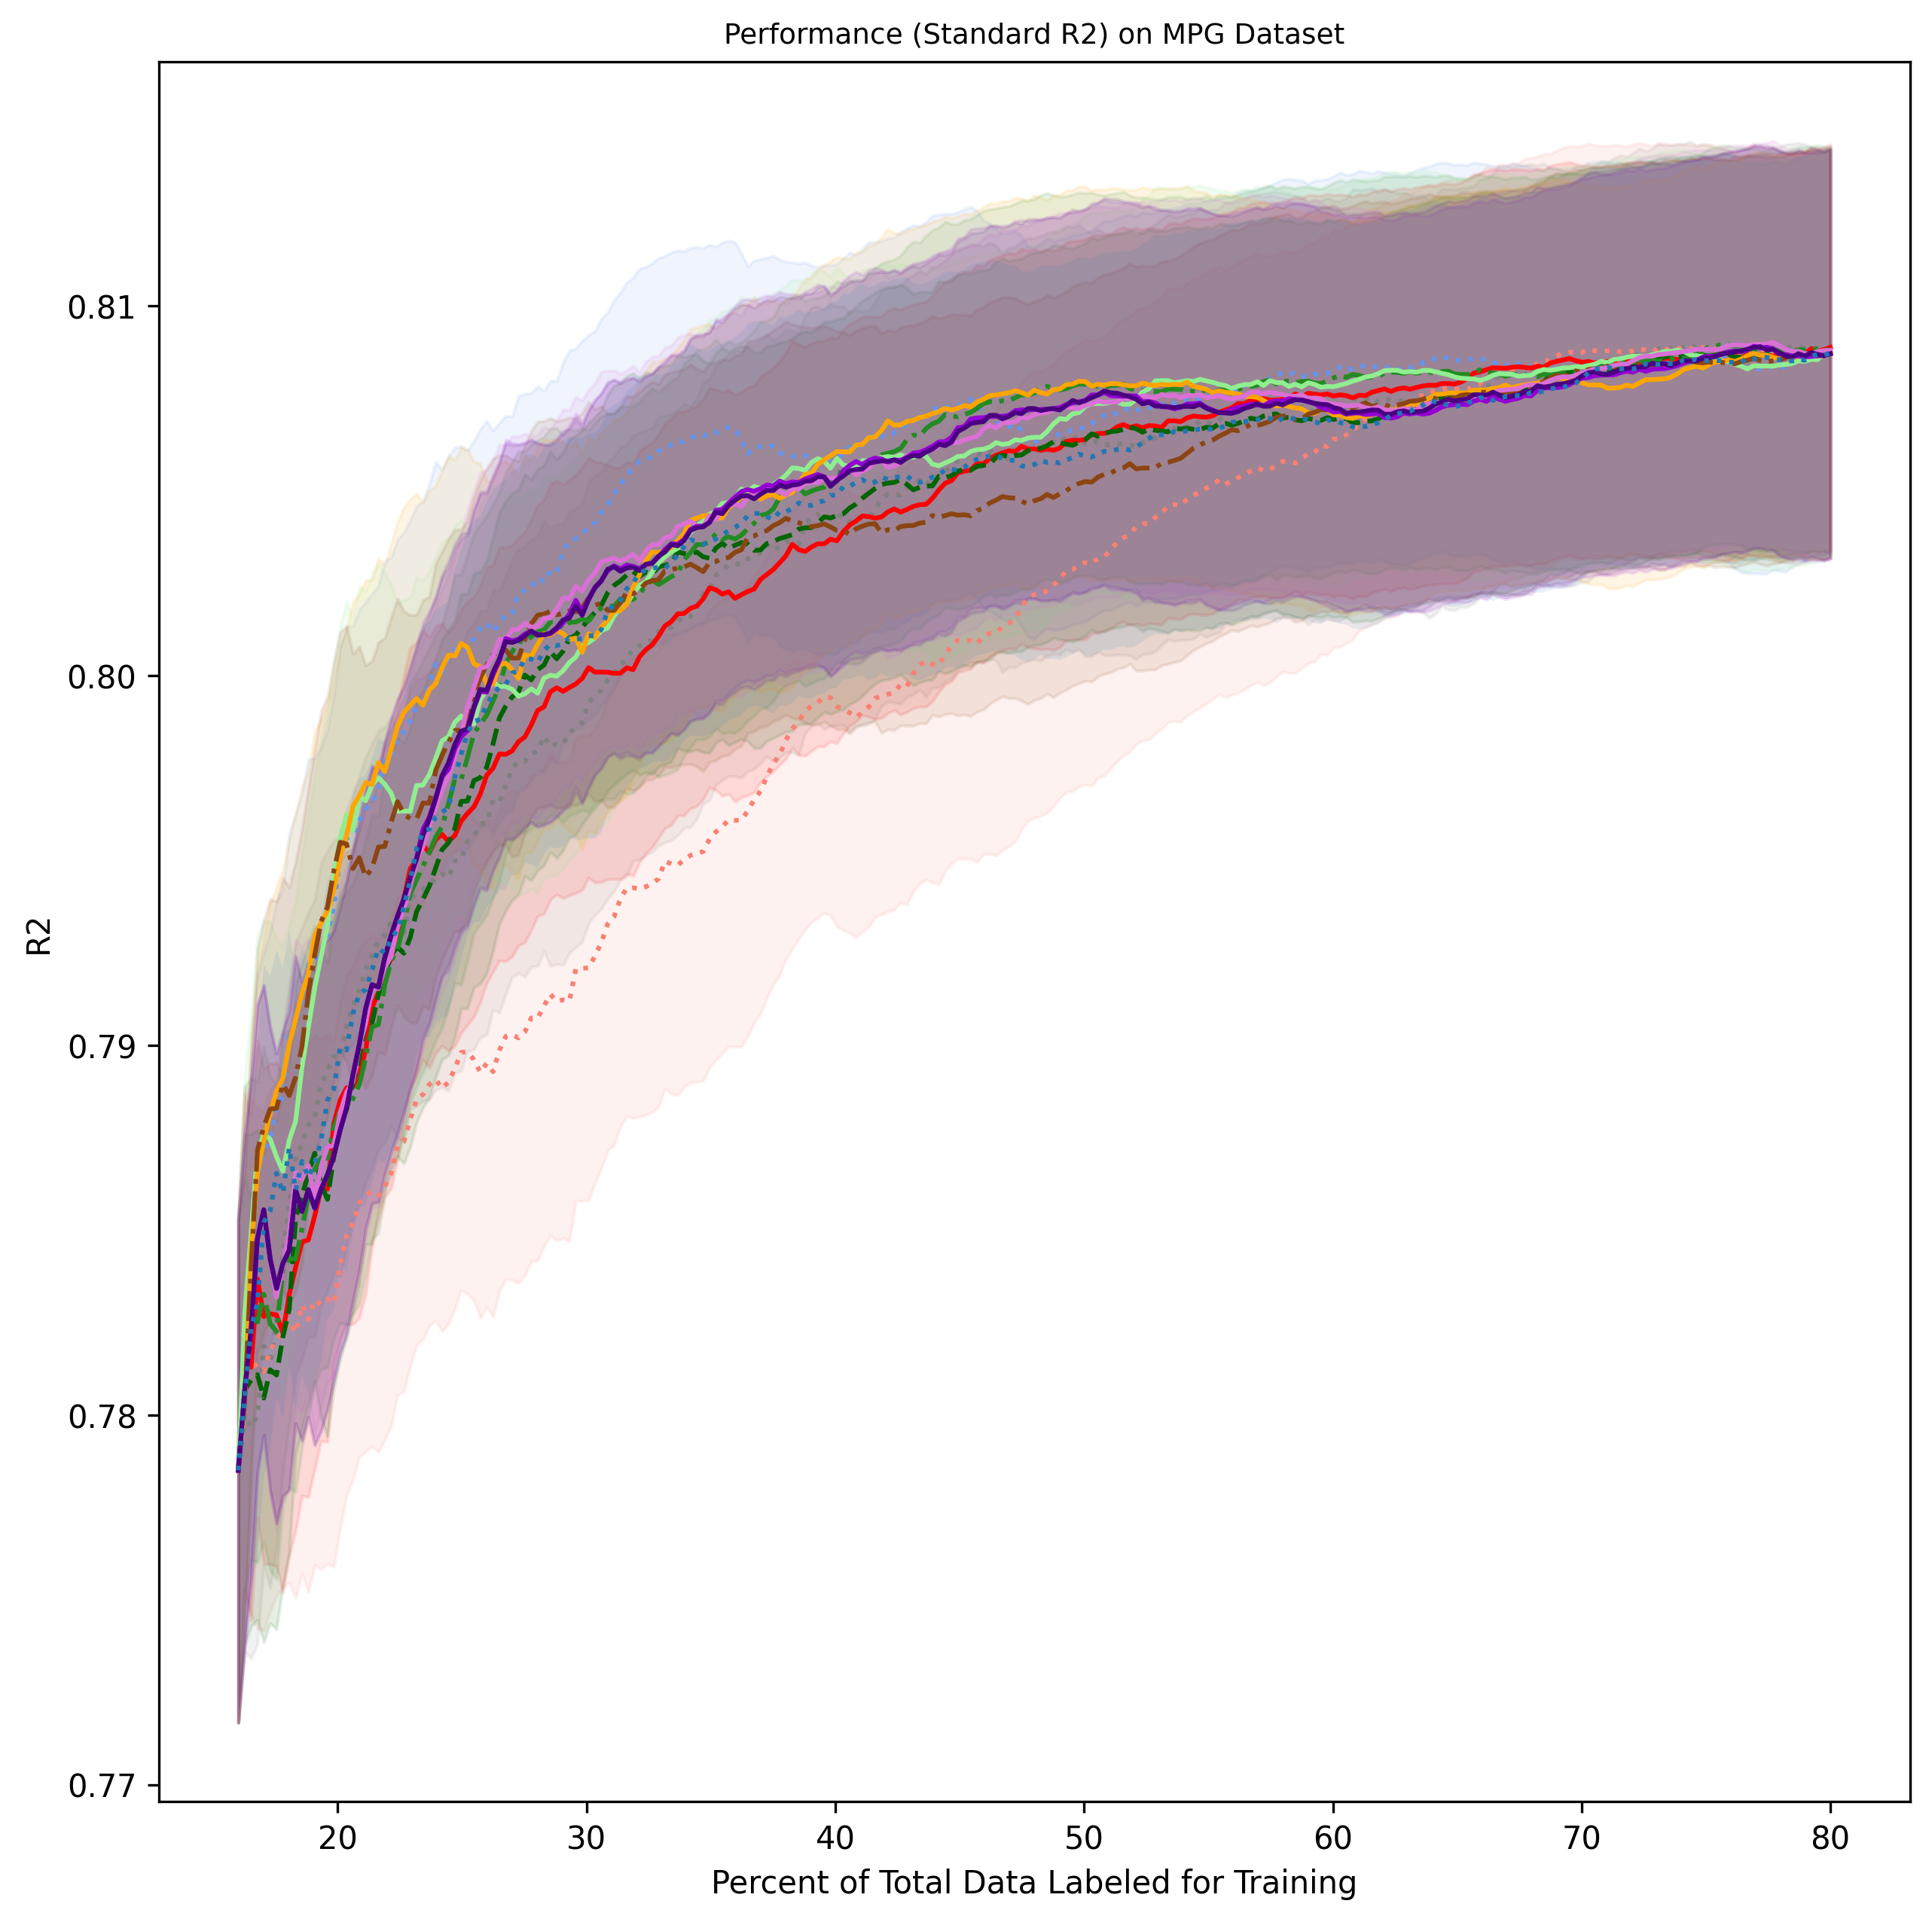 Performance (Standard R2) on MPG Dataset
R2
0.81
0.80
0.79
0.78
0.77
20 30 40 50 60 70 80
Percent of Total Data Labeled for Training